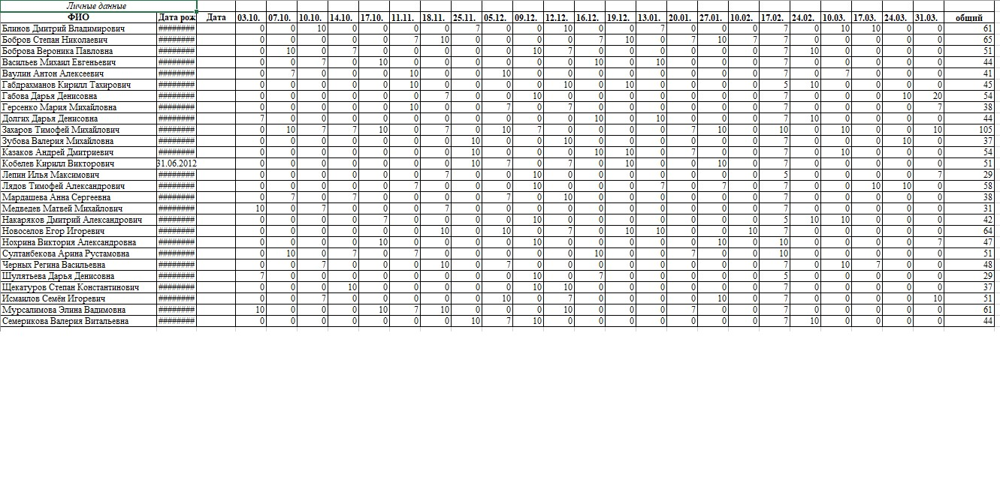 Личные данные
ФИО Дата рож Дата 03.10. 07.10. 10.10. 14.10. 17.10. 11.11. 18.11. 25.11. 05.12. 09.12. 12.12. 16.12. 19.12. 13.01. 20.01. 27.01. 10.02. 17.02. 24.02. 10.03. 17.03. 24.03. 31.03. общий
Блинов Дмитрий Владимирович ######## 0 0 10 0 0 0 0 7 0 0 10 0 0 7 0 0 0 7 0 10 10 0 0 61
Бобров Степан Николаевич ######## 0 0 0 0 0 7 10 0 0 0 0 7 10 0 7 10 7 7 0 0 0 0 0 65
Боброва Вероника Павловна ######## 0 10 0 7 0 0 0 0 0 10 7 0 0 0 0 0 0 7 10 0 0 0 0 51
Васильев Михаил Евгеньевич ######## 0 0 7 0 10 0 0 0 0 0 0 10 0 10 0 0 0 7 0 0 0 0 0 44
Ваулин Антон Алексеевич ######## 0 7 0 0 0 10 0 0 10 0 0 0 0 0 0 0 0 7 0 7 0 0 0 41
Габдрахманов Кирилл Тахирович ######## 0 0 0 0 0 10 0 0 0 0 10 0 10 0 0 0 0 5 10 0 0 0 0 45
Габова Дарья Денисовна ######## 0 0 0 0 0 0 7 0 0 10 0 0 0 0 0 0 0 7 0 0 0 10 20 54
Герсенко Мария Михайловна ######## 0 0 0 0 0 10 0 0 7 0 7 0 0 0 0 0 0 7 0 0 0 0 7 38
Долгих Дарья Денисовна ######## 7 0 0 0 0 0 0 0 0 0 0 10 0 10 0 0 0 7 10 0 0 0 0 44
Захаров Тимофей Михайлович ######## 0 10 7 7 10 0 7 0 10 7 0 0 0 0 7 10 0 10 0 10 0 0 10 105
Зубова Валерия Михайловна ######## 0 0 0 0 0 0 0 10 0 0 10 0 0 0 0 0 0 7 0 0 0 10 0 37
Казаков Андрей Дмитриевич ######## 0 0 0 0 0 0 0 10 0 0 0 10 10 0 7 0 0 7 0 10 0 0 0 54
Кобелев Кирилл Викторович 31.06.2012 0 0 0 0 0 0 0 10 7 0 7 0 10 0 0 10 0 7 0 0 0 0 0 51
Лепин Илья Максимович ######## 0 0 0 0 0 0 7 0 0 10 0 0 0 0 0 0 0 5 0 0 0 0 7 29
Лядов Тимофей Александрович ######## 0 0 0 0 0 7 0 0 0 10 0 0 0 7 0 7 0 7 0 0 10 10 0 58
Мардашева Анна Сергеевна ######## 0 7 0 7 0 0 0 0 7 0 10 0 0 0 0 0 0 7 0 0 0 0 0 38
Медведев Матвей Михайлович ######## 10 0 7 0 0 0 7 0 0 0 0 0 0 0 0 0 0 7 0 0 0 0 0 31
Накаряков Дмитрий Александрович ######## 0 0 0 0 7 0 0 0 0 10 0 0 0 0 0 0 0 5 10 10 0 0 0 42
Новоселов Егор Игоревич ######## 0 0 0 0 0 0 10 0 10 0 7 0 10 10 0 0 10 7 0 0 0 0 0 64
Нохрина Виктория Александровна ######## 0 0 0 0 10 0 0 0 0 10 0 0 0 0 0 10 0 10 0 0 0 0 7 47
Султанбекова Арина Рустамовна ######## 0 10 0 7 0 7 0 0 0 0 0 10 0 0 7 0 0 10 0 0 0 0 0 51
Черных Регина Васильевна ######## 0 0 7 0 0 0 10 0 7 0 0 0 0 0 0 0 0 7 0 10 7 0 0 48
Шулятьева Дарья Денисовна ######## 7 0 0 0 0 0 0 0 0 10 0 7 0 0 0 0 0 5 0 0 0 0 0 29
Щекатуров Степан Константинович ######## 0 0 0 10 0 0 0 0 0 10 10 0 0 0 0 0 0 7 0 0 0 0 0 37
Исмаилов Семён Игоревич ######## 0 0 7 0 0 0 0 0 10 0 7 0 0 0 0 10 0 7 0 0 0 0 10 51
Мурсалимова Элина Вадимовна ######## 10 0 0 0 10 7 10 0 0 0 10 0 0 0 7 0 0 7 0 0 0 0 0 61
Семерикова Валерия Витальевна ######## 0 0 0 0 0 0 0 10 7 10 0 0 0 0 0 0 0 7 10 0 0 0 0 44